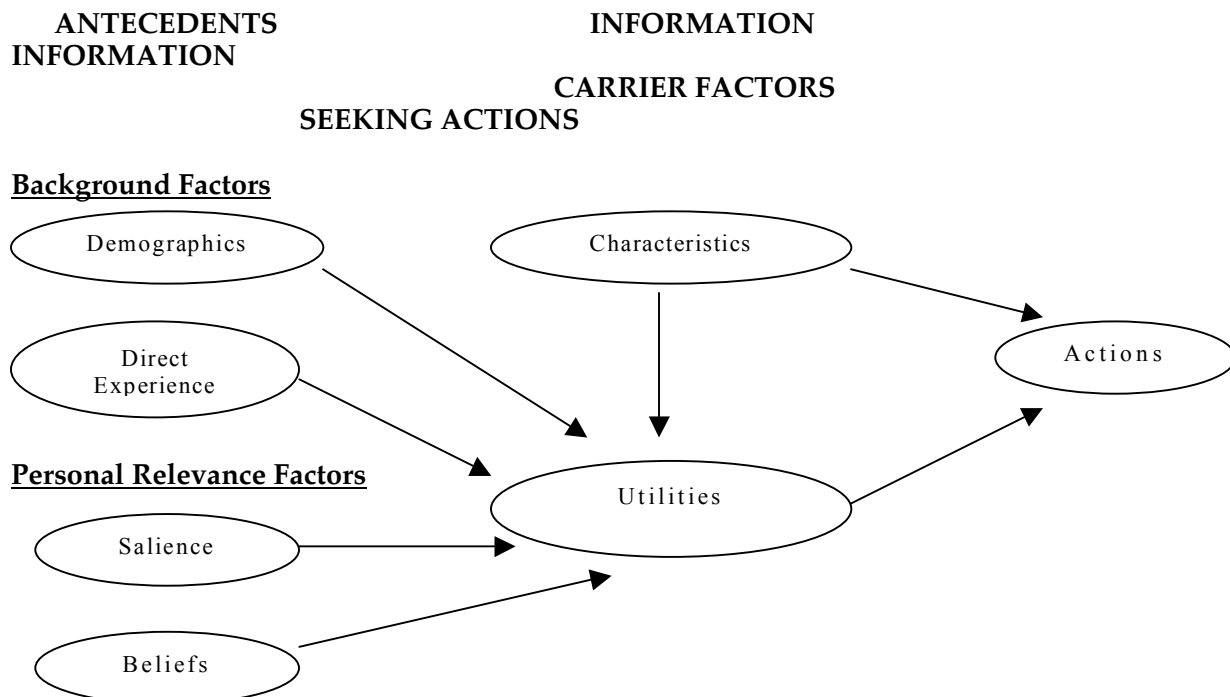 ANTECEDENTS INFORMATION
INFORMATION
CARRIER FACTORS
SEEKING ACTIONS
Background Factors
Demographics Characteristics
Direct
Experience
Actions
Personal Relevance Factors
Utilities
Salience
Beliefs